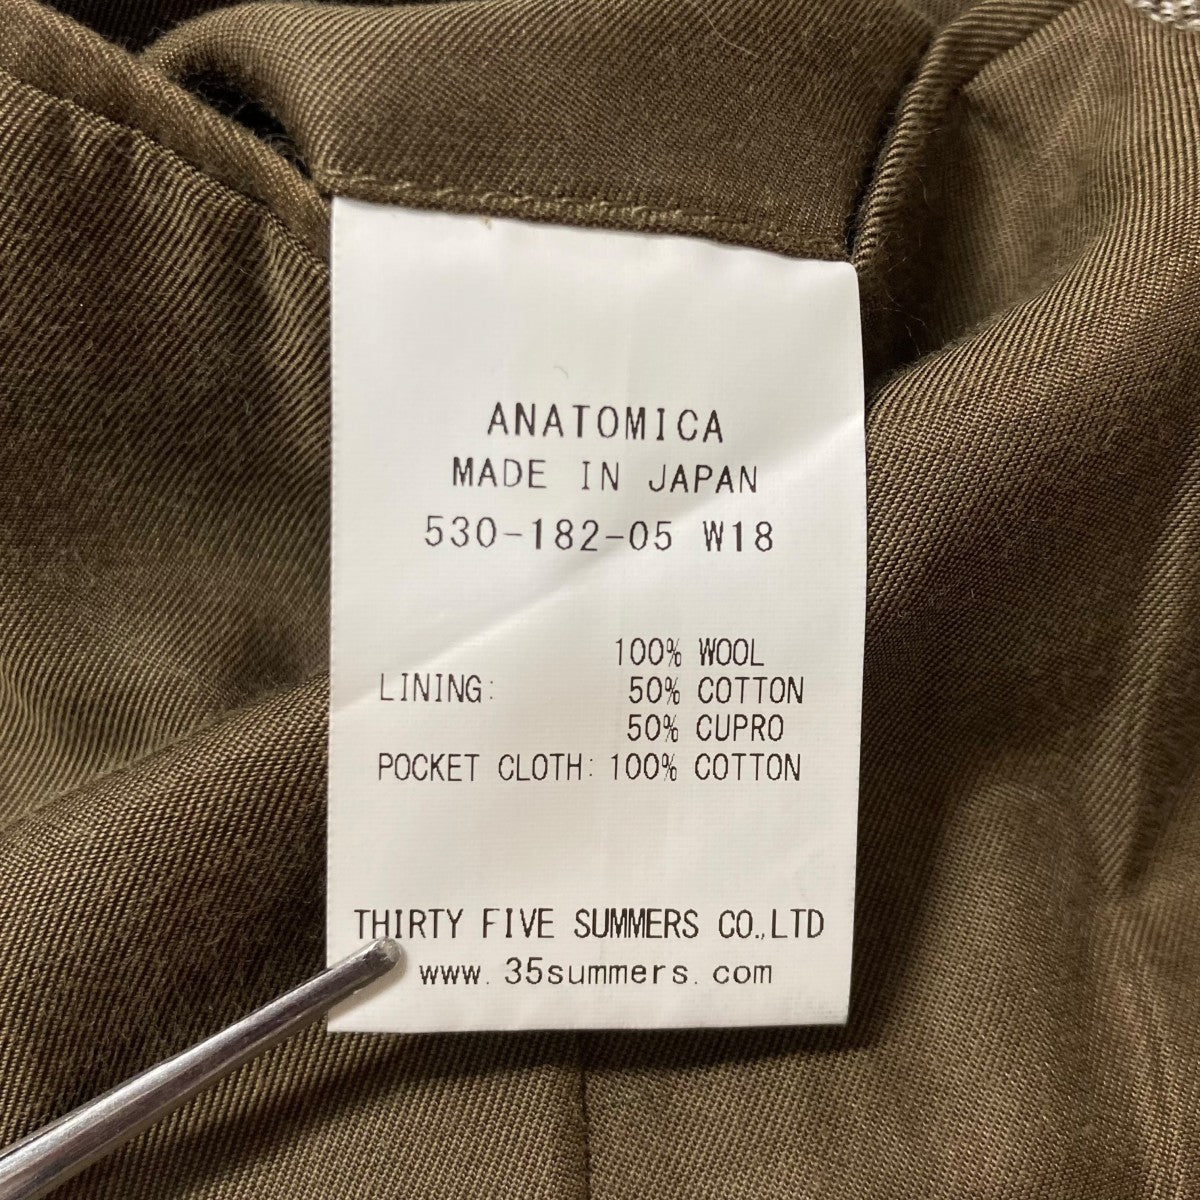 ANATOMICA
MADE IN JAPAN
530-182-05 W18
100% WOOL
LINING: 50% COTTON
50% CUPRO
POCKET CLOTH: 100% COTTON
THIRTY FIVE SUMMERS CO.,LTD
www.35summers.com